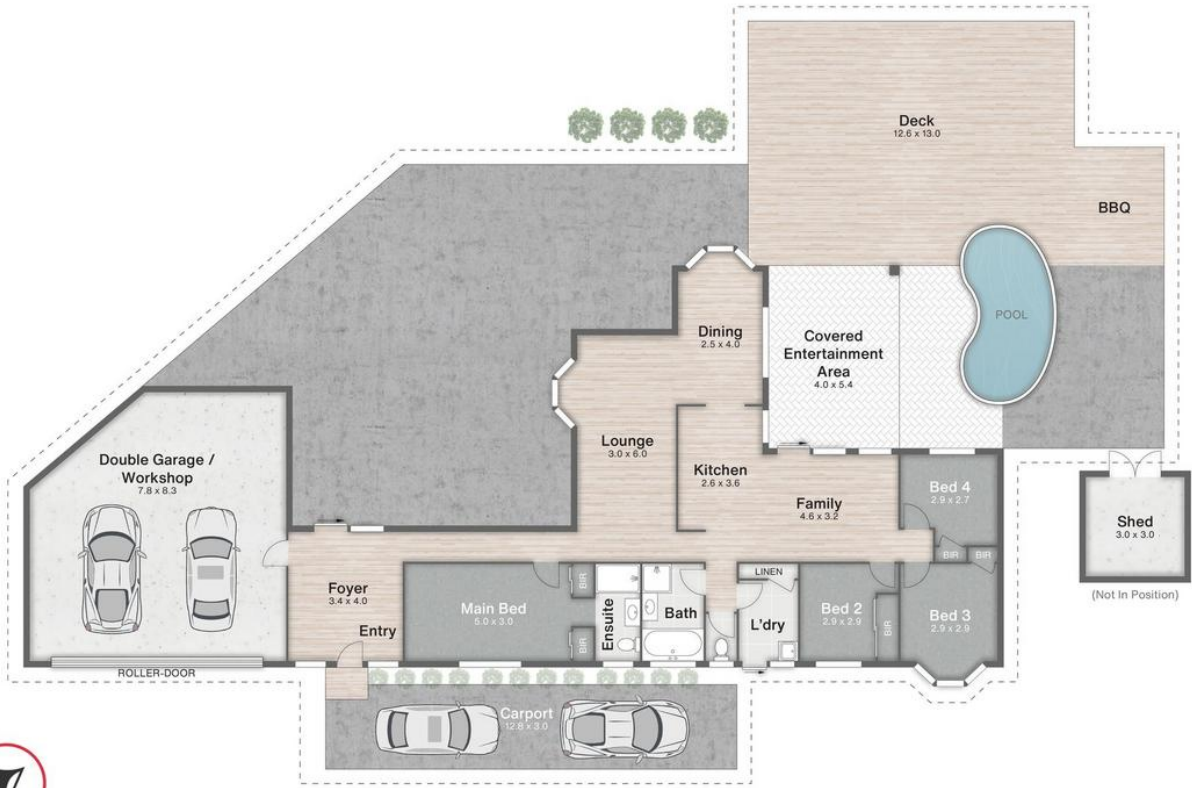 Deck
12.6 x 13.0
BBQ
POOL
Dining
2.5 x 4.0
Covered
Entertainment
Area
4.0 x 5.4
Lounge
3.0 x 6.0
Kitchen
2.6 x 3.6
Family
4.6 x 3.2
Bed 4
2.9 x 2.7
Double Garage /
Workshop
7.8 x 8.3
Shed
3.0 x 3.0
(Not In Position)
BIR
BIR
Foyer
3.4 x 4.0
Entry
Main Bed
5.0 x 3.0
BIR
BIR
Ensuite
Bath
LINEN
L'dry
Bed 2
2.9 x 2.9
BIR
Bed 3
2.9 x 2.9
ROLLER-DOOR
Carport
12.8 x 3.0